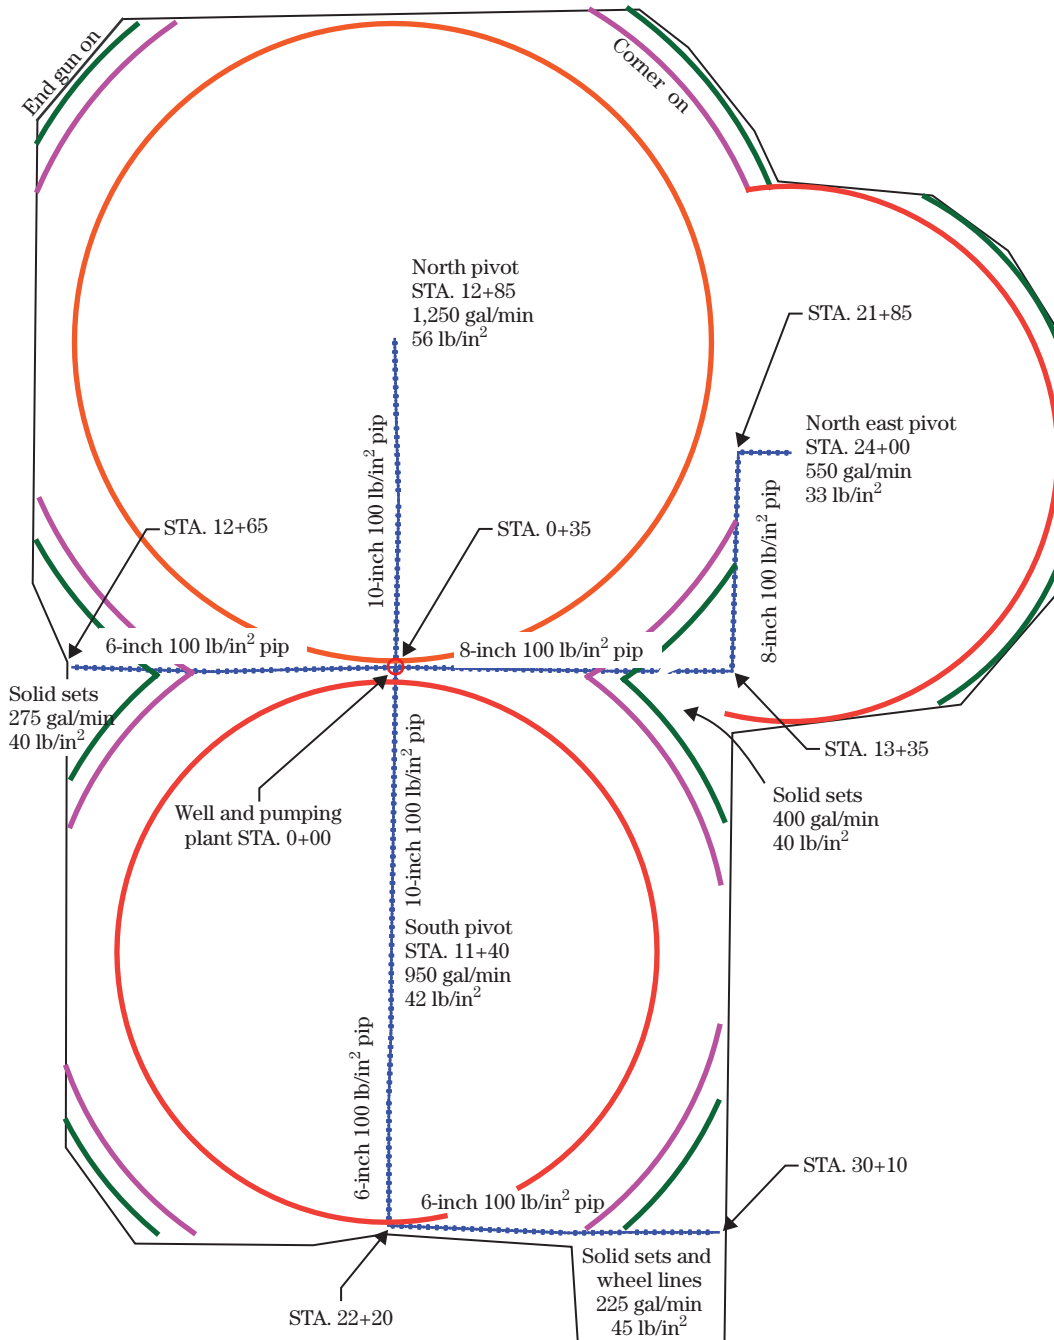 End gun on
Corner on
North pivot
STA. 12+85
1,250 gal/min
56 lb/in²
STA. 21+85
North east pivot
STA. 24+00
550 gal/min
33 lb/in²
10-inch 100 lb/in² pip
STA. 12+65
STA. 0+35
8-inch 100 lb/in² pip
6-inch 100 lb/in² pip
8-inch 100 lb/in² pip
Solid sets
275 gal/min
40 lb/in²
STA. 13+35
10-inch 100 lb/in² pip
Well and pumping
plant STA. 0+00
Solid sets
400 gal/min
40 lb/in²
South pivot
STA. 11+40
950 gal/min
42 lb/in²
6-inch 100 lb/in² pip
STA. 30+10
6-inch 100 lb/in² pip
Solid sets and
wheel lines
225 gal/min
45 lb/in²
STA. 22+20